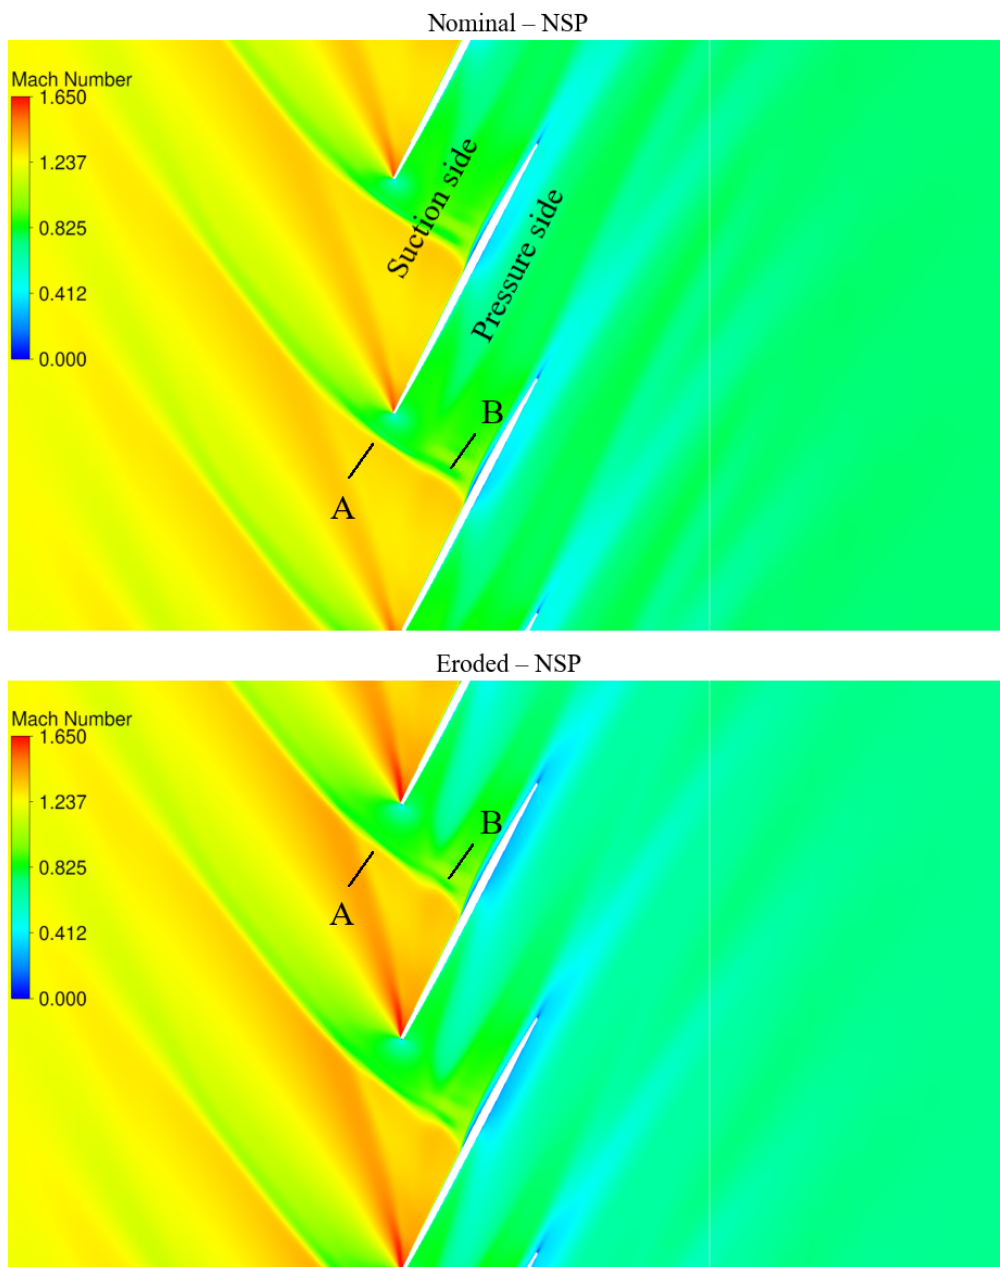 Nominal – NSP
Mach Number
1.650
1.237
0.825
0.412
0.000
Suction side
Pressure side
B
A
Eroded – NSP
Mach Number
1.650
1.237
0.825
0.412
0.000
B
A